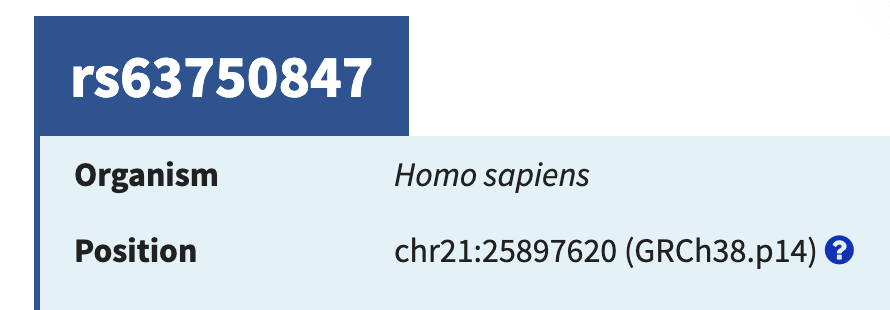 rs63750847
Organism Homo sapiens
Position chr21:25897620 (GRCh38.p14) ?